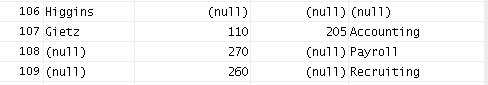 106 Higgins (null) (null) (null)
107 Gietz 110 205 Accounting
108 (null) 270 (null) Payroll
109 (null) 260 (null) Recruiting